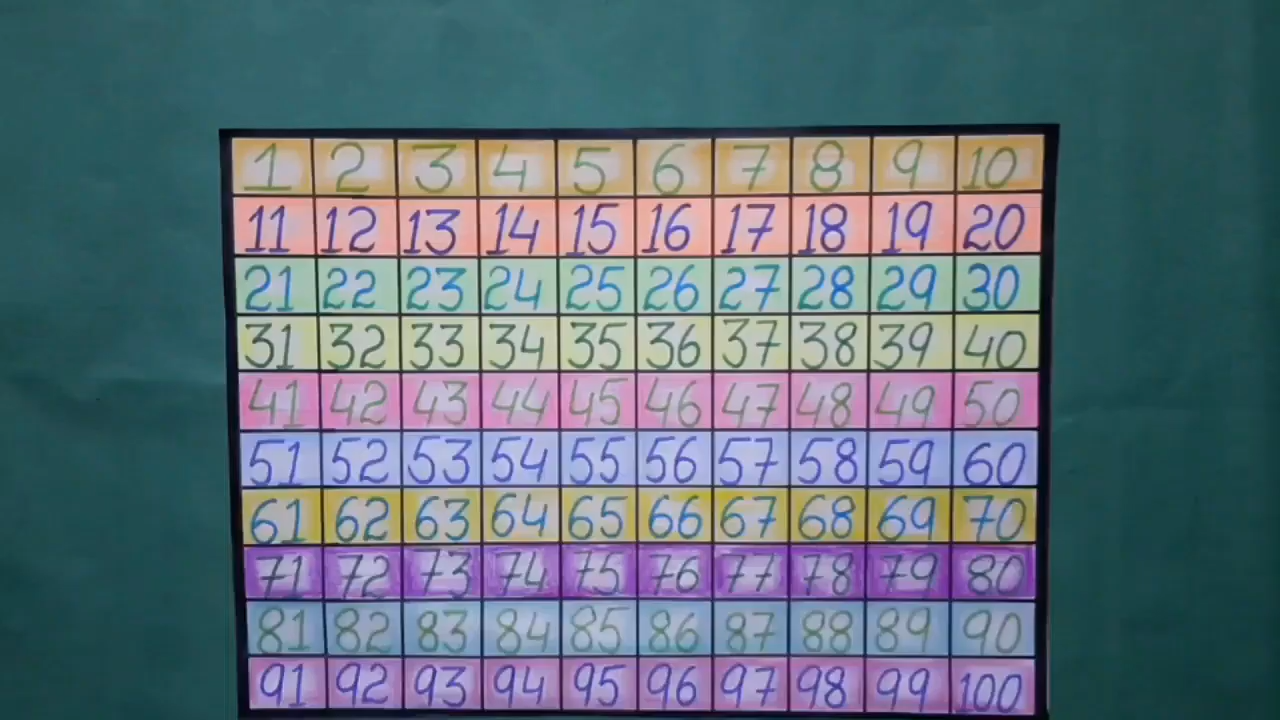 1 2 3 4 5 6 7 8 9 10
11 12 13 14 15 16 17 18 19 20
21 22 23 24 25 26 27 28 29 30
31 32 33 34 35 36 37 38 39 40
41 42 43 44 45 46 47 48 49 50
51 52 53 54 55 56 57 58 59 60
61 62 63 64 65 66 67 68 69 70
71 72 73 74 75 76 77 78 79 80
81 82 83 84 85 86 87 88 89 90
91 92 93 94 95 96 97 98 99 100